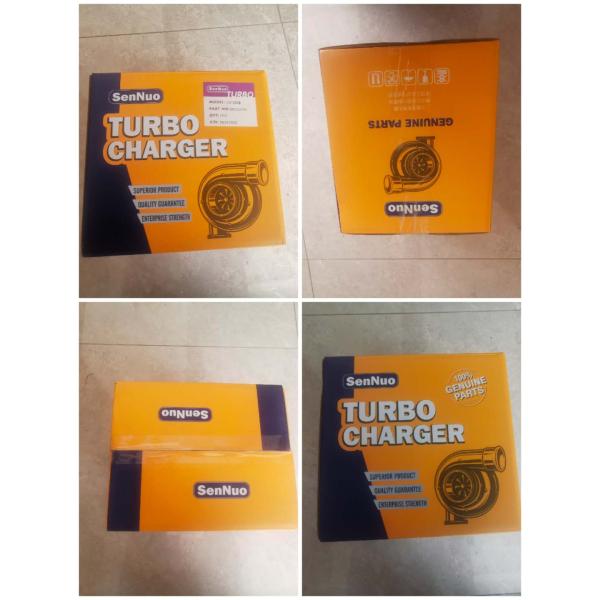 SenNuo
SenNuo
TURBO
MODEL:
PART NO
QTY:
S/N:
TURBO
CHARGER
SUPERIOR PRODUCT
QUALITY GUARANTEE
ENTERPRISE STRENGTH
GENUINE PARTS
SenNuo
SenNuo
SenNuo
SenNuo
100%
GENUINE
PARTS
TURBO
CHARGER
SUPERIOR PRODUCT
QUALITY GUARANTEE
ENTERPRISE STRENGTH